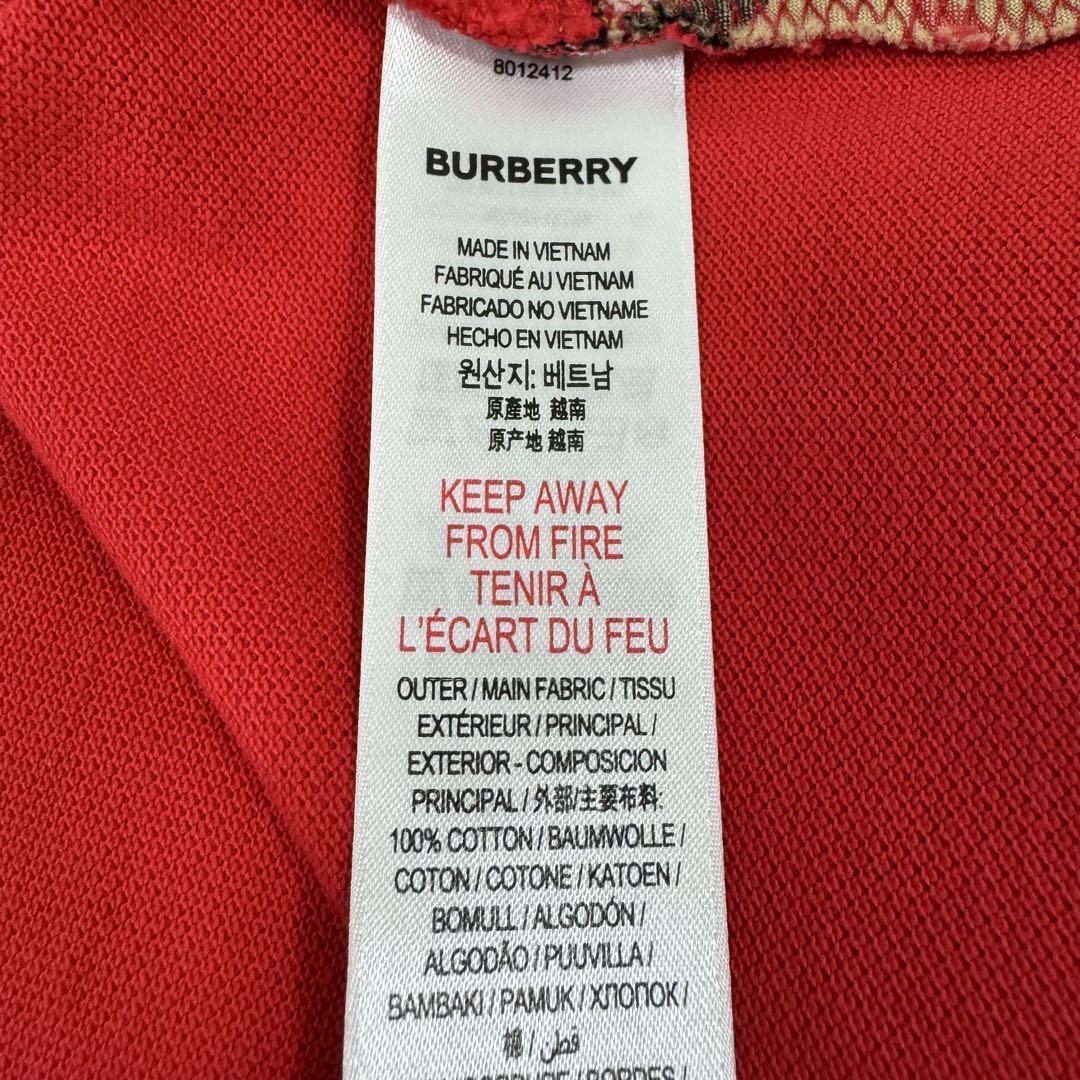 8012412
BURBERRY
MADE IN VIETNAM
FABRIQUÉ AU VIETNAM
FABRICADO NO VIETNAME
HECHO EN VIETNAM
원산지: 베트남
原產地 越南
原产地 越南
KEEP AWAY
FROM FIRE
TENIR À
L'ÉCART DU FEU
OUTER / MAIN FABRIC / TISSU
EXTÉRIEUR / PRINCIPAL /
EXTERIOR - COMPOSICION
PRINCIPAL / 外部/主要布料:
100% COTTON / BAUMWOLLE /
COTON / COTONE / KATOEN /
BOMULL / ALGODÓN /
ALGODÃO / PUUVILLA /
BAMBAKI / PAMUK / ХЛОПОК /
棉 / قطن